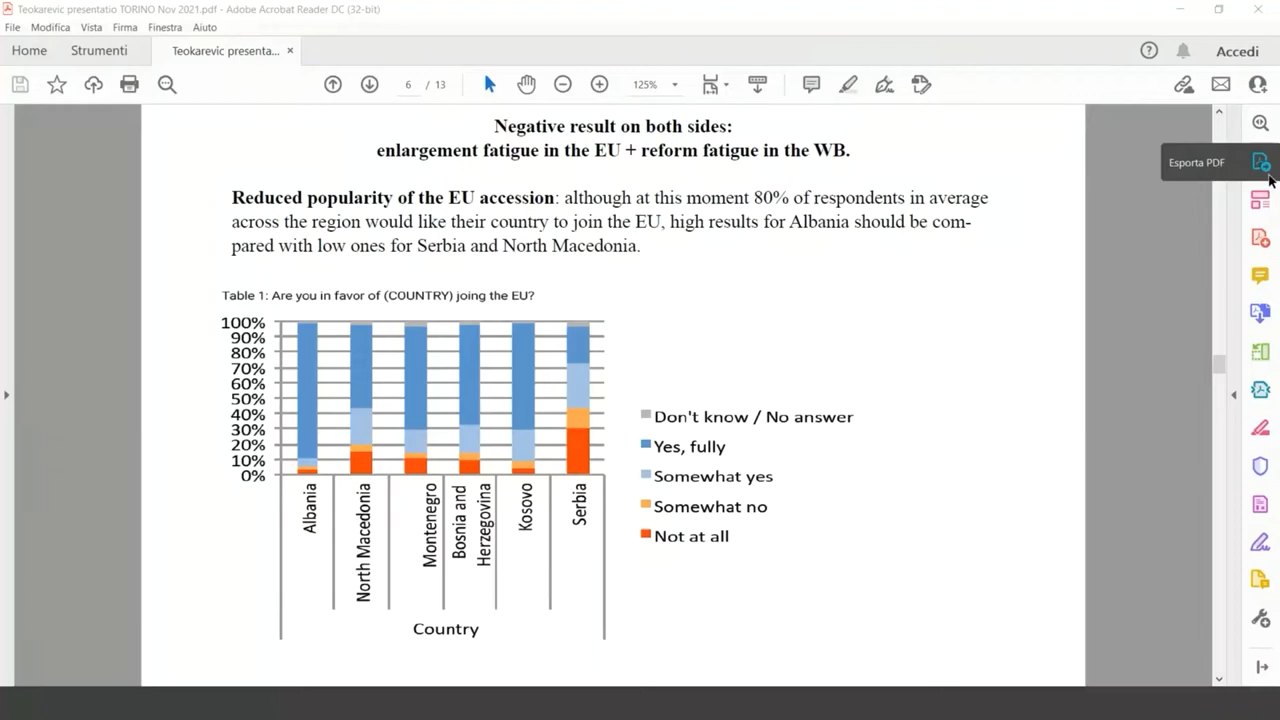 Teokarevic presentatio TORINO Nov 2021.pdf - Adobe Acrobat Reader DC (32-bit)
File Modifica Vista Firma Finestra Aiuto
Home Strumenti Teokarevic presenta... × Accedi
6 / 13 125%
Esporta PDF
Negative result on both sides:
enlargement fatigue in the EU + reform fatigue in the WB.
Reduced popularity of the EU accession: although at this moment 80% of respondents in average
across the region would like their country to join the EU, high results for Albania should be com-
pared with low ones for Serbia and North Macedonia.
Table 1: Are you in favor of (COUNTRY) joing the EU?
100%
90%
80%
70%
60%
50%
40%
30%
20%
10%
0%
Albania
North Macedonia
Montenegro
Bosnia and
Herzegovina
Kosovo
Serbia
Country
Don't know / No answer
Yes, fully
Somewhat yes
Somewhat no
Not at all